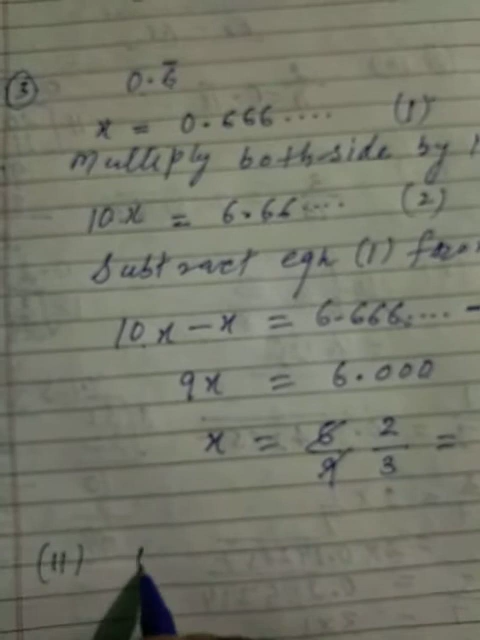 ③ 0.6̅
x = 0.666.... (1)
Multiply both side by 1
10x = 6.66... (2)
Subtract eqn (1) from
10x - x = 6.666.... -
9x = 6.000
x = 6/9 2/3 =
(11)